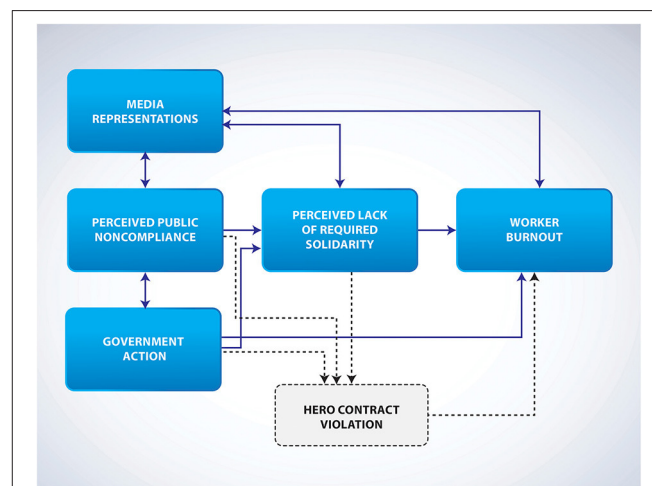 MEDIA
REPRESENTATIONS
PERCEIVED PUBLIC
NONCOMPLIANCE
PERCEIVED LACK
OF REQUIRED
SOLIDARITY
WORKER
BURNOUT
GOVERNMENT
ACTION
HERO CONTRACT
VIOLATION